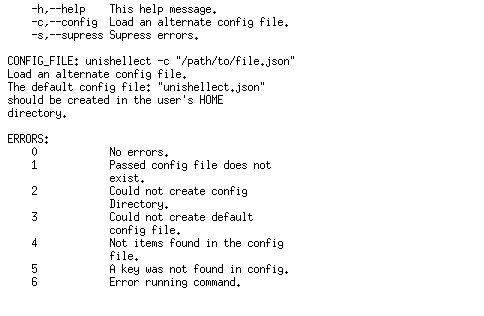 -h,--help    This help message.
-c,--config  Load an alternate config file.
-s,--supress Supress errors.
CONFIG_FILE: unishellect -c "/path/to/file.json"
Load an alternate config file.
The default config file: "unishellect.json"
should be created in the user's HOME
directory.
ERRORS:
0            No errors.
1            Passed config file does not
exist.
2            Could not create config
Directory.
3            Could not create default
config file.
4            Not items found in the config
file.
5            A key was not found in config.
6            Error running command.